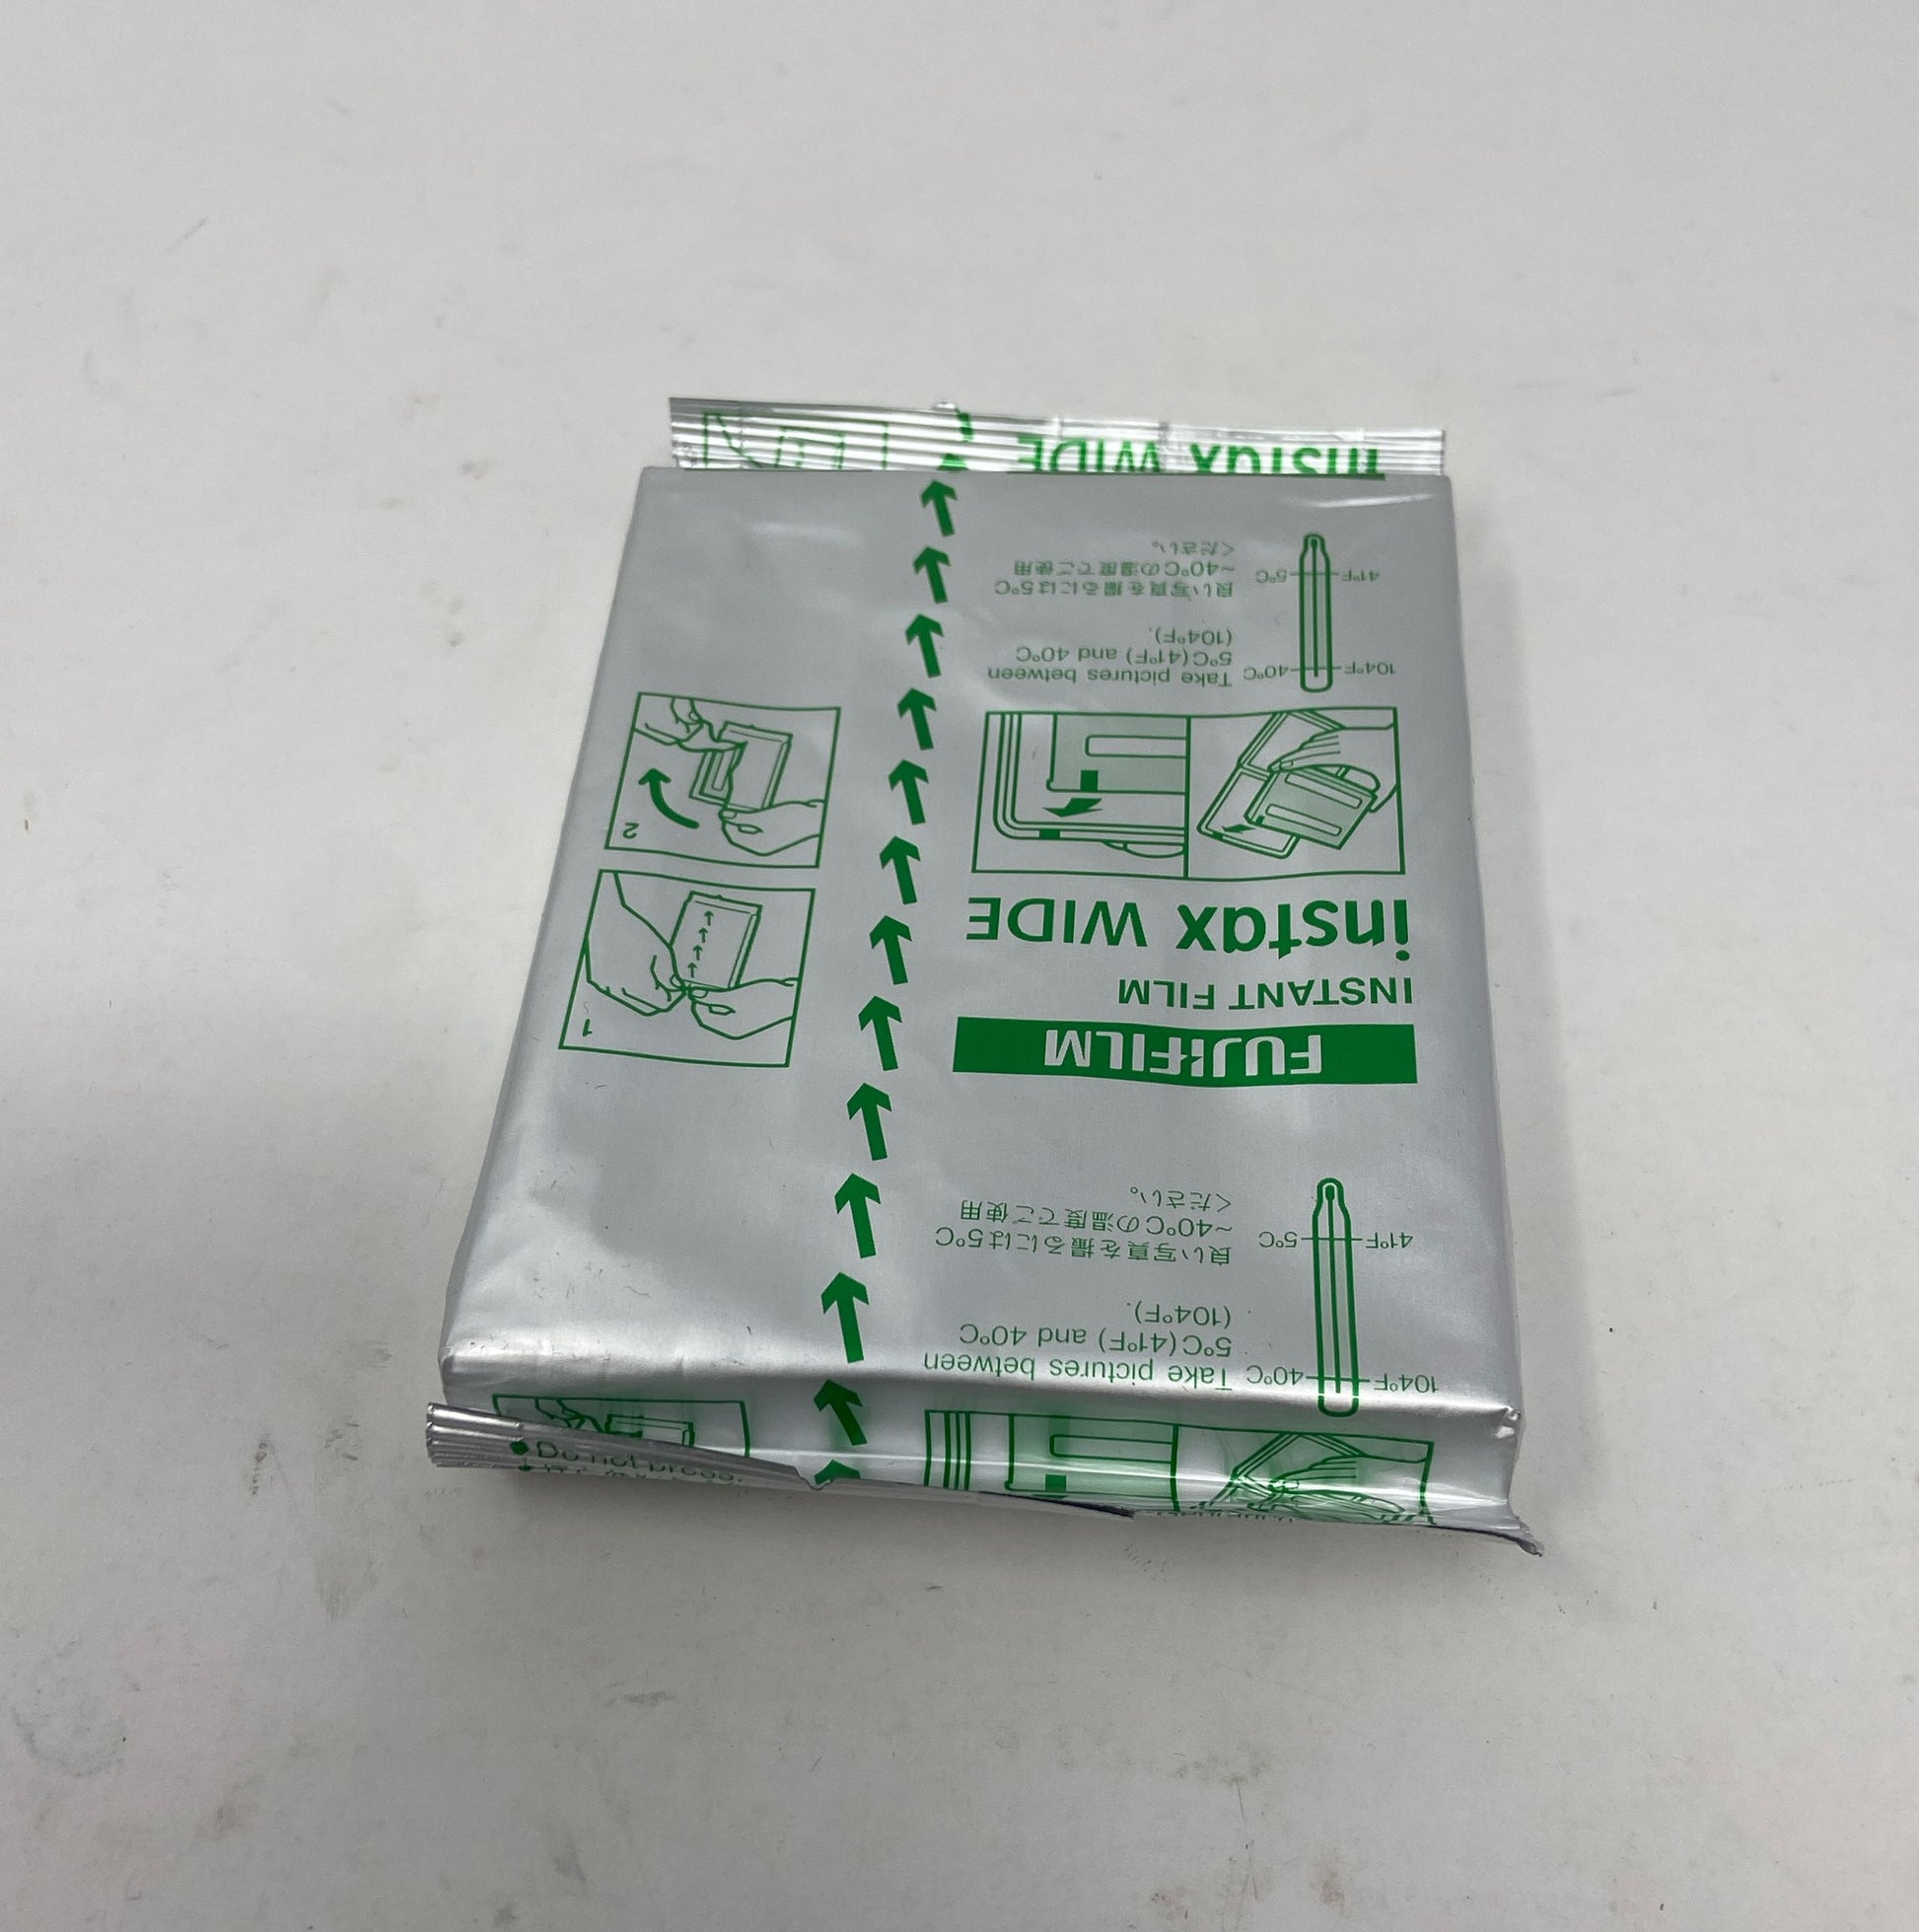 104°F 40°C Take pictures between
5°C(41°F) and 40°C
(104°F).
41°F 5°C 良い写真を撮るには5°C
~40°Cの温度でご使用
ください。
FUJIFILM
INSTANT FILM
instax WIDE
1
2
104°F 40°C Take pictures between
5°C(41°F) and 40°C
(104°F).
41°F 5°C 良い写真を撮るには5°C
~40°Cの温度でご使用
ください。
instax WIDE
Do not press,